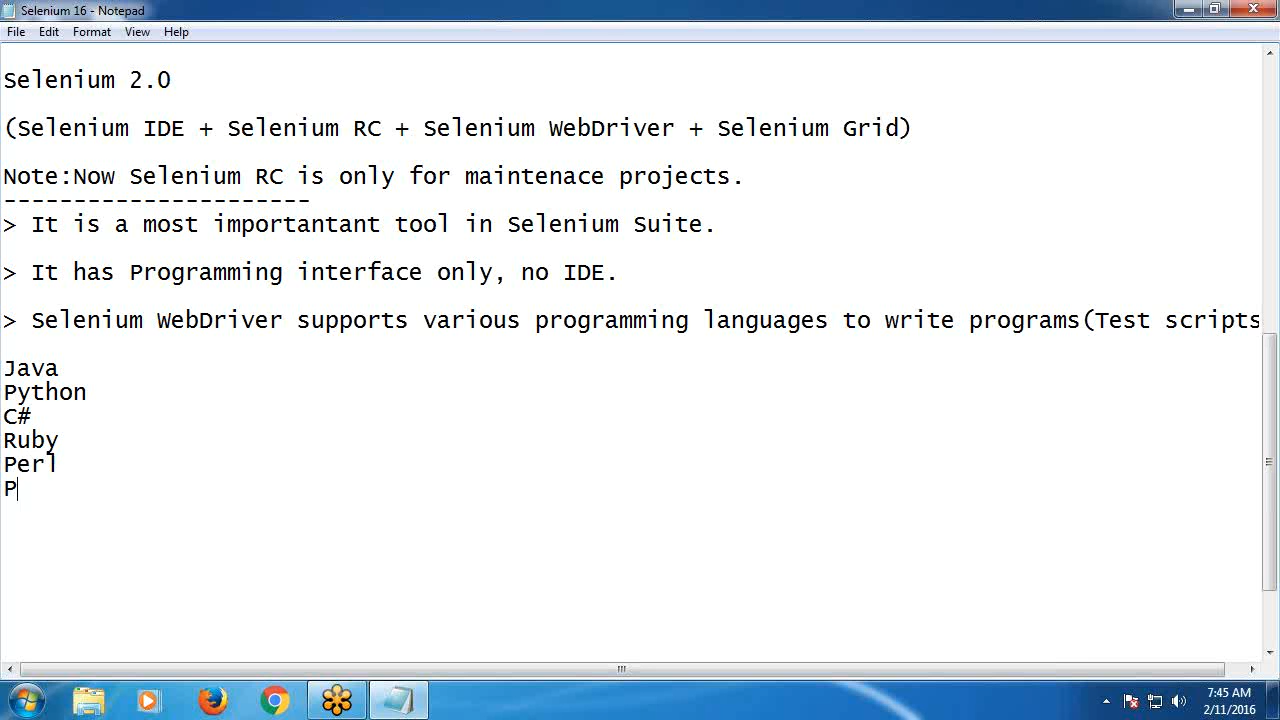 Selenium 16 - Notepad
File Edit Format View Help
Selenium 2.0
(Selenium IDE + Selenium RC + Selenium WebDriver + Selenium Grid)
Note:Now Selenium RC is only for maintenace projects.
----------------------
> It is a most importantant tool in Selenium Suite.
> It has Programming interface only, no IDE.
> Selenium WebDriver supports various programming languages to write programs(Test scripts
Java
Python
C#
Ruby
Perl
P
7:45 AM
2/11/2016